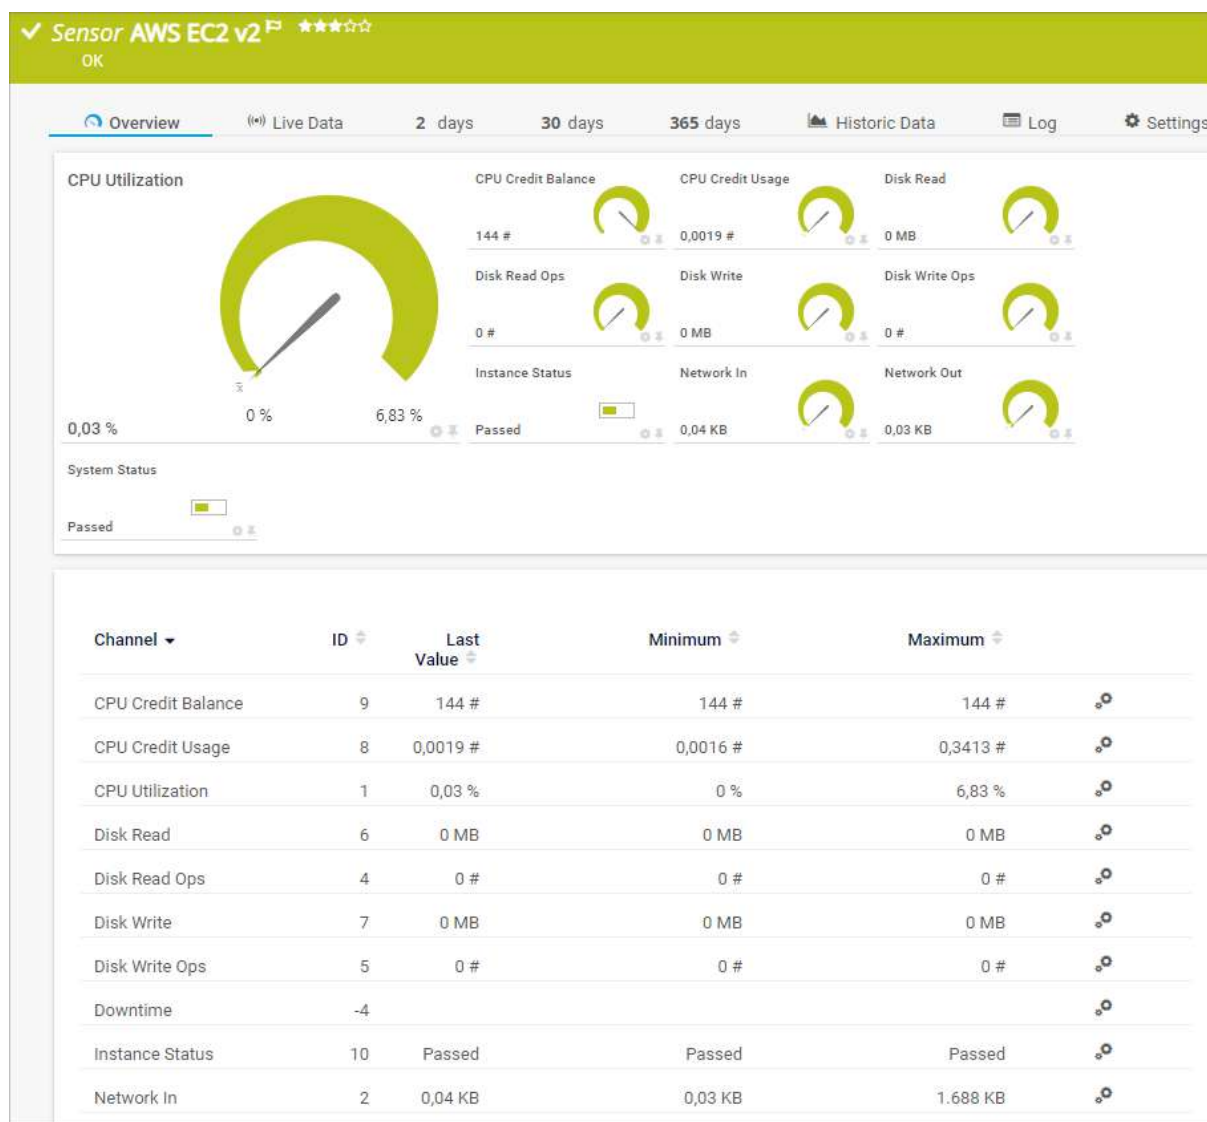 Sensor AWS EC2 v2
OK
Overview Live Data 2 days 30 days 365 days Historic Data Log Settings
CPU Utilization
0,03 %
0 %
6,83 %
x̄
CPU Credit Balance
144 #
CPU Credit Usage
0,0019 #
Disk Read
0 MB
Disk Read Ops
0 #
Disk Write
0 MB
Disk Write Ops
0 #
Instance Status
Passed
Network In
0,04 KB
Network Out
0,03 KB
System Status
Passed
Channel ID Last Value Minimum Maximum
CPU Credit Balance 9 144 # 144 # 144 #
CPU Credit Usage 8 0,0019 # 0,0016 # 0,3413 #
CPU Utilization 1 0,03 % 0 % 6,83 %
Disk Read 6 0 MB 0 MB 0 MB
Disk Read Ops 4 0 # 0 # 0 #
Disk Write 7 0 MB 0 MB 0 MB
Disk Write Ops 5 0 # 0 # 0 #
Downtime -4
Instance Status 10 Passed Passed Passed
Network In 2 0,04 KB 0,03 KB 1.688 KB